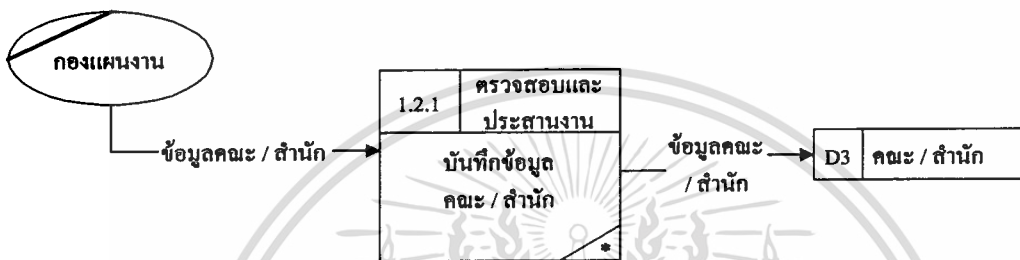 กองแผนงาน
ข้อมูลคณะ / สำนัก
1.2.1
ตรวจสอบและ
ประสานงาน
บันทึกข้อมูล
คณะ / สำนัก
*
ข้อมูลคณะ
/ สำนัก
D3 คณะ / สำนัก